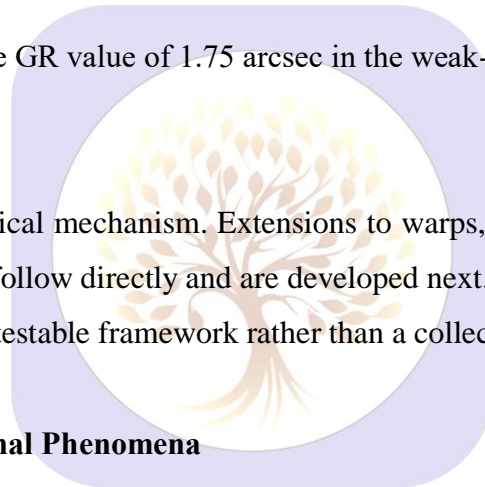 e GR value of 1.75 arcsec in the weak-
ical mechanism. Extensions to warps,
follow directly and are developed next.
testable framework rather than a collec
nal Phenomena